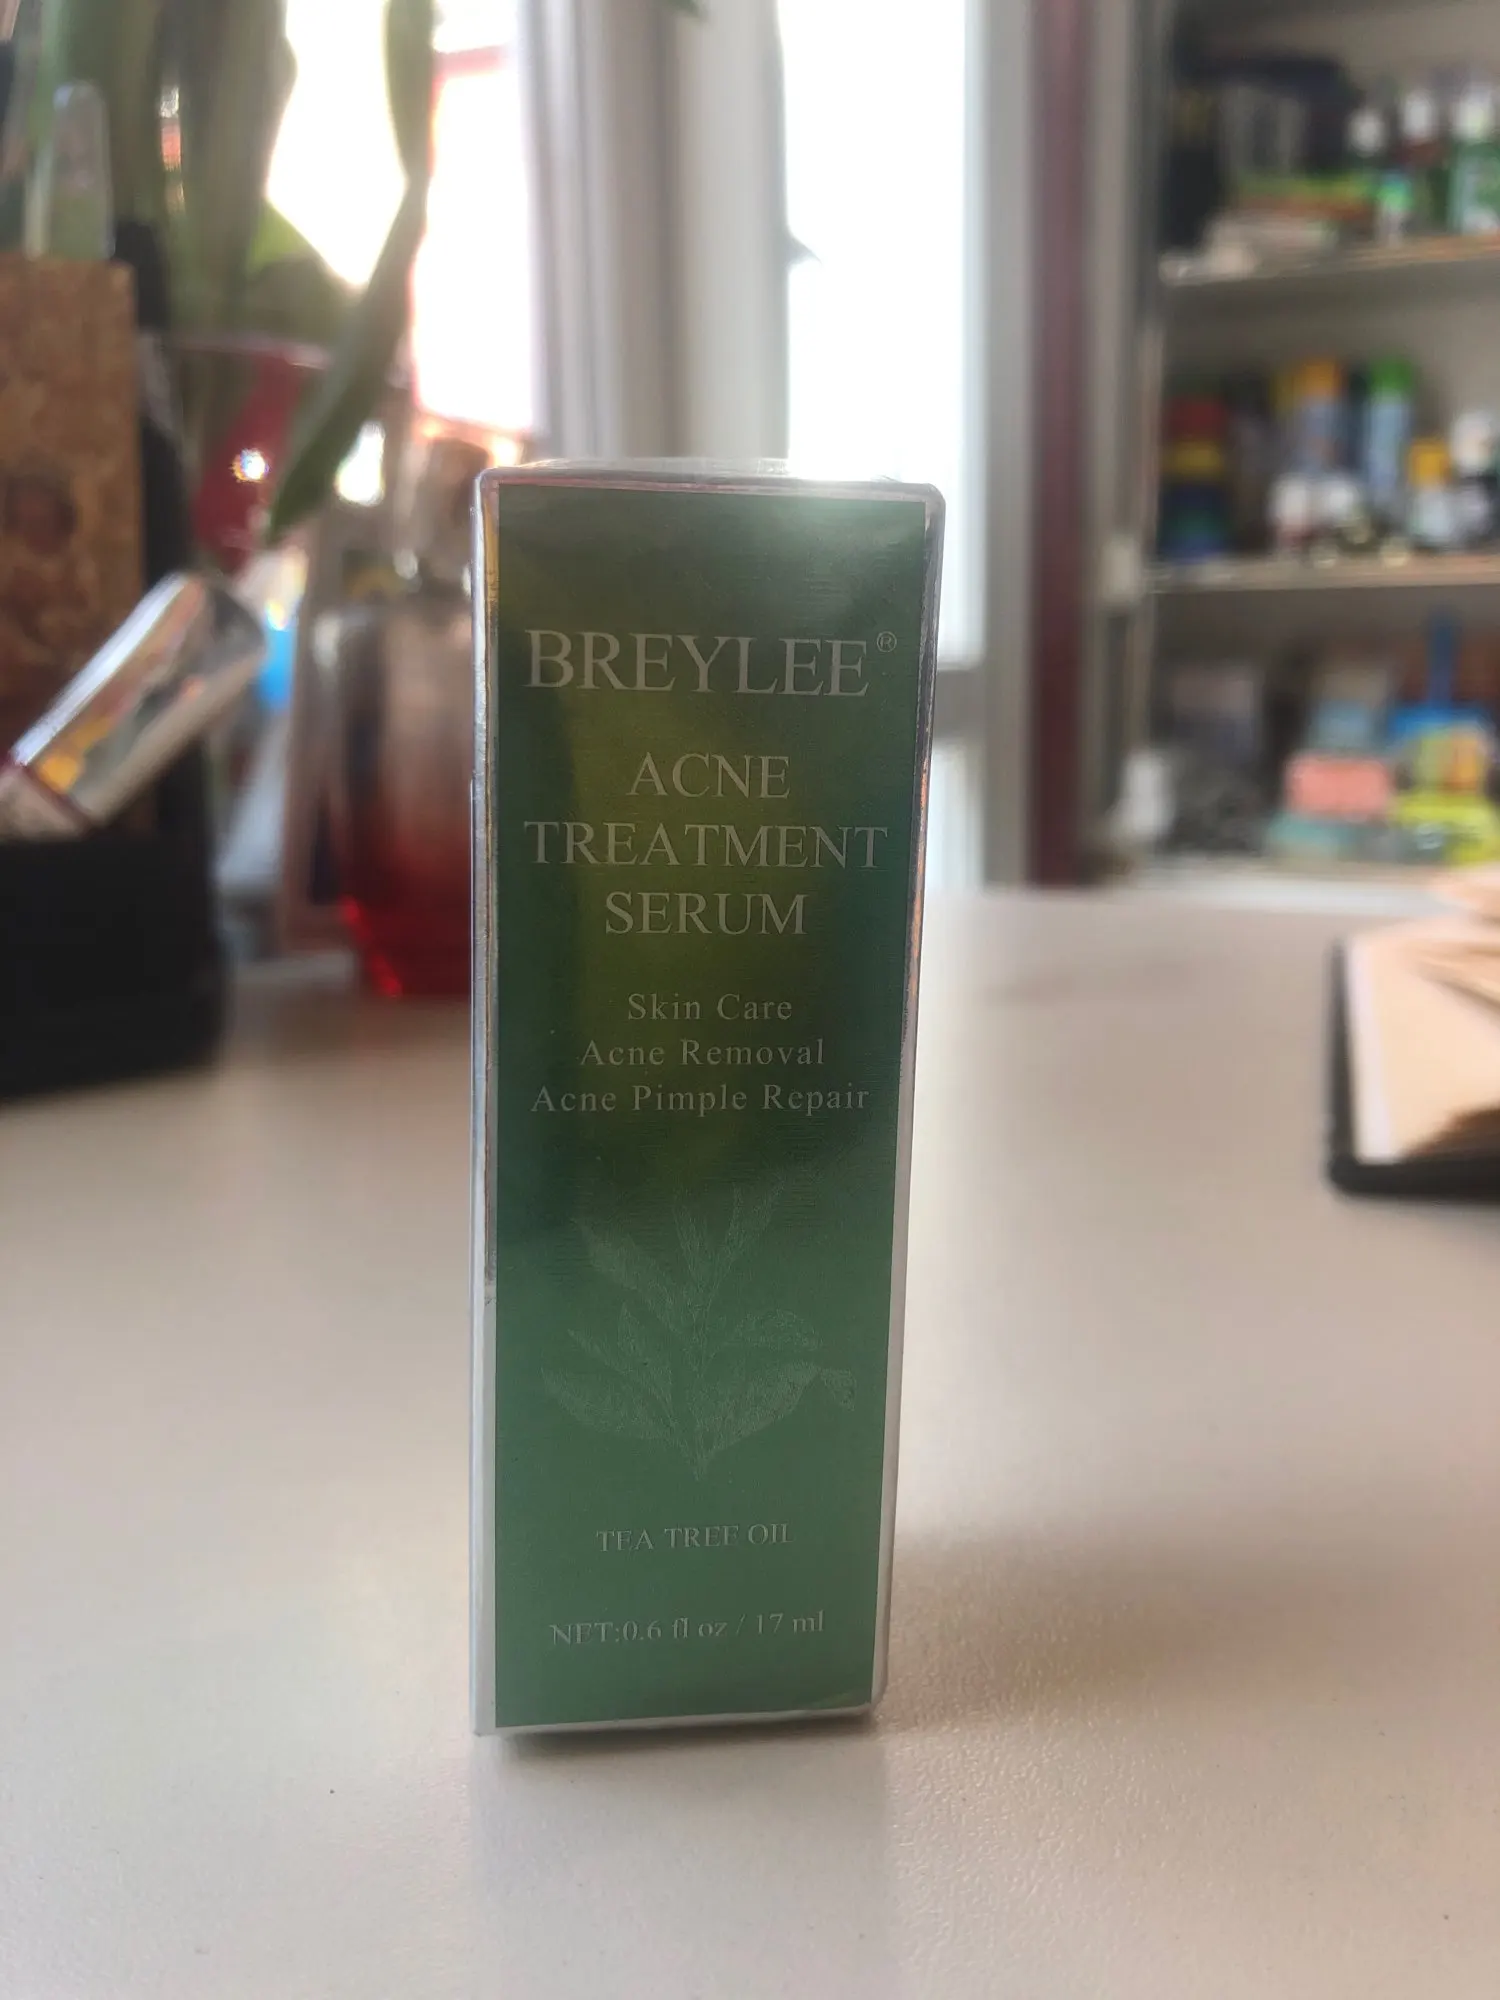 BREYLEE®
ACNE
TREATMENT
SERUM
Skin Care
Acne Removal
Acne Pimple Repair
TEA TREE OIL
NET:0.6 fl oz / 17 ml